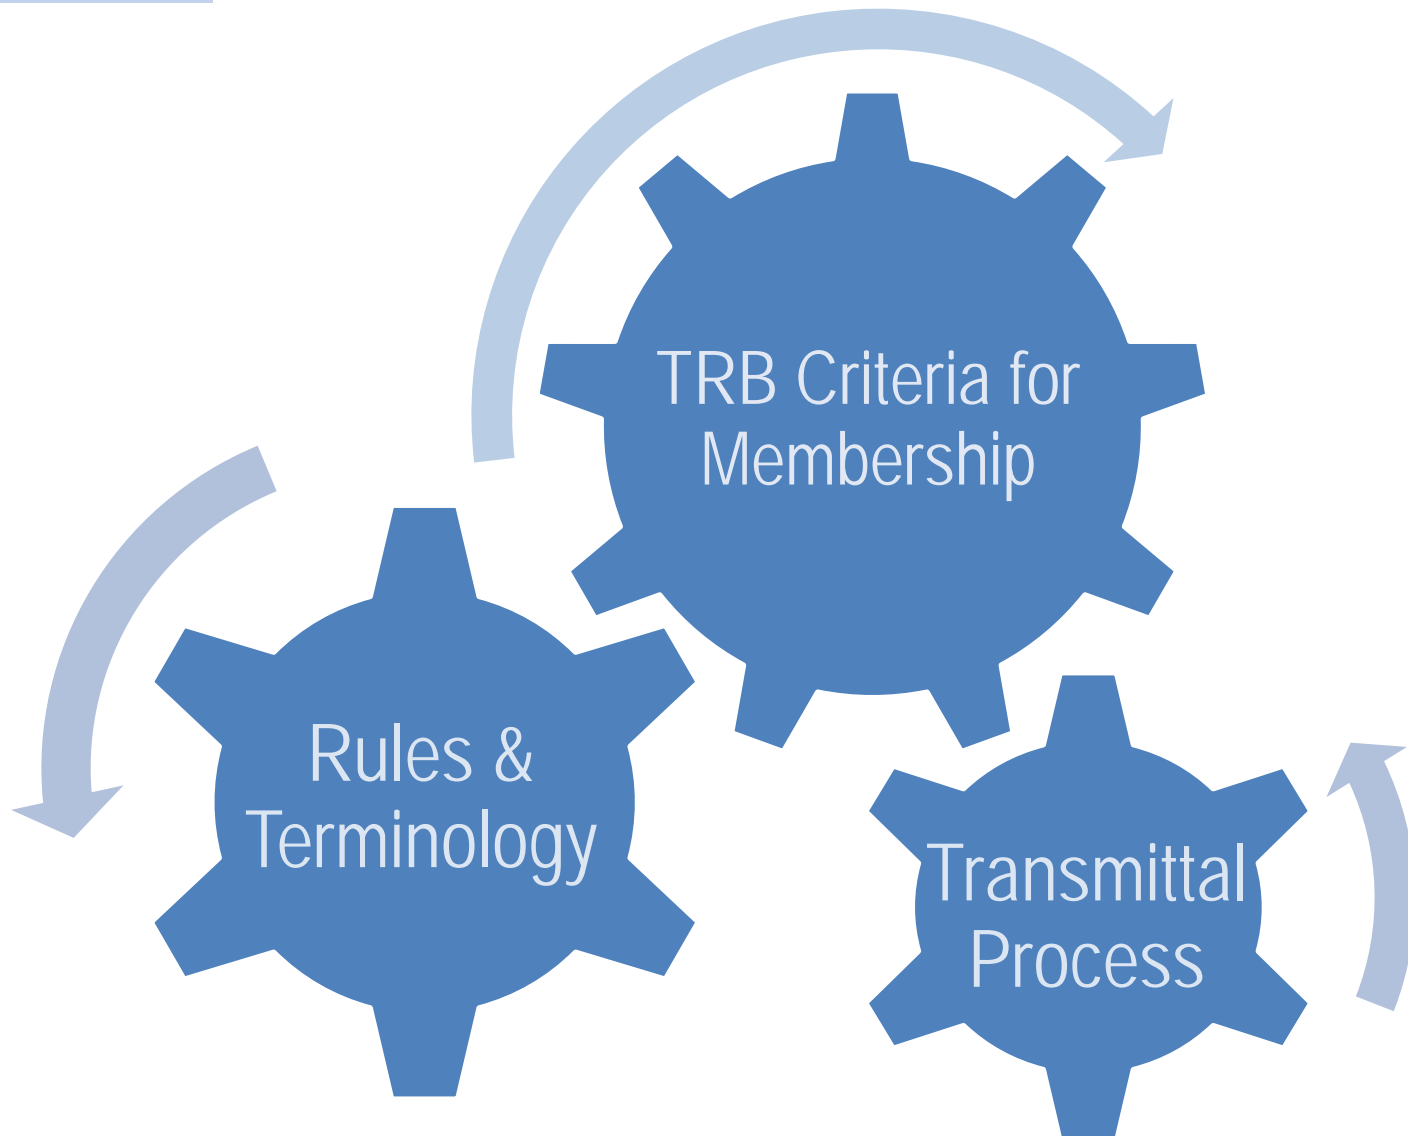 TRB Criteria for
Membership
Rules &
Terminology
Transmittal
Process